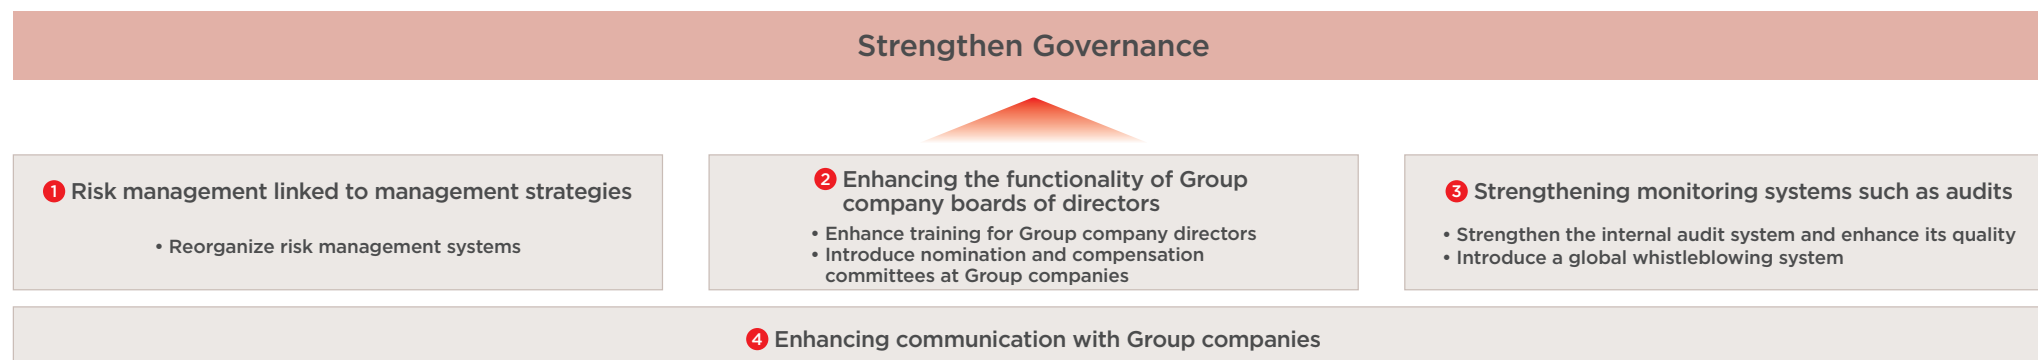 Strengthen Governance
1 Risk management linked to management strategies
• Reorganize risk management systems
2 Enhancing the functionality of Group
company boards of directors
• Enhance training for Group company directors
• Introduce nomination and compensation
committees at Group companies
3 Strengthening monitoring systems such as audits
• Strengthen the internal audit system and enhance its quality
• Introduce a global whistleblowing system
4 Enhancing communication with Group companies